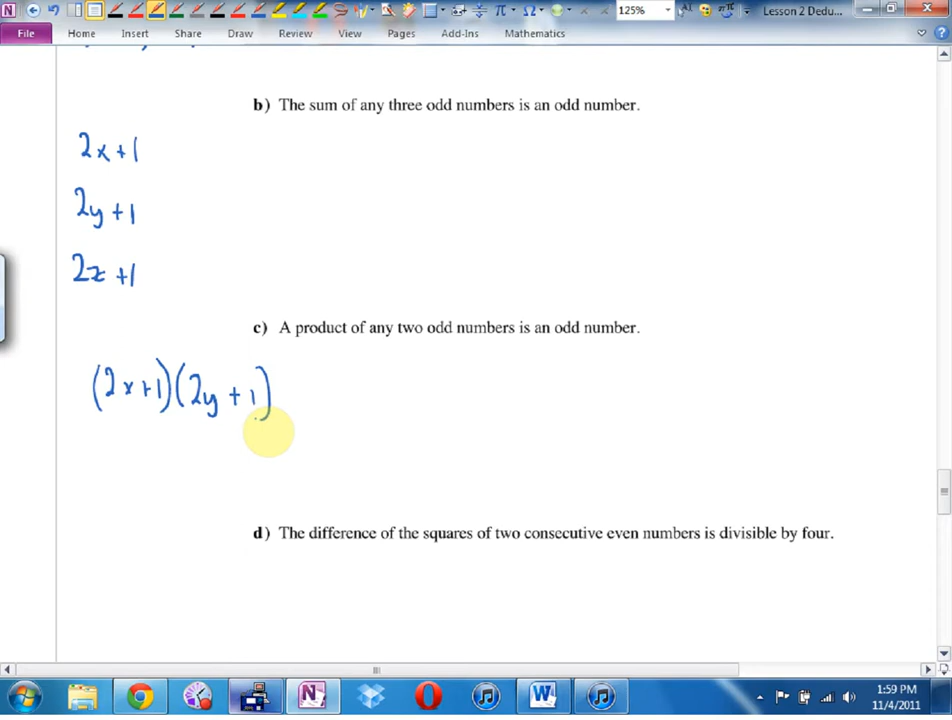 125% Lesson 2 Dedu...
File Home Insert Share Draw Review View Pages Add-Ins Mathematics
b) The sum of any three odd numbers is an odd number.
2x+1
2y+1
2z+1
c) A product of any two odd numbers is an odd number.
(2x+1)(2y+1)
d) The difference of the squares of two consecutive even numbers is divisible by four.
1:59 PM
11/4/2011